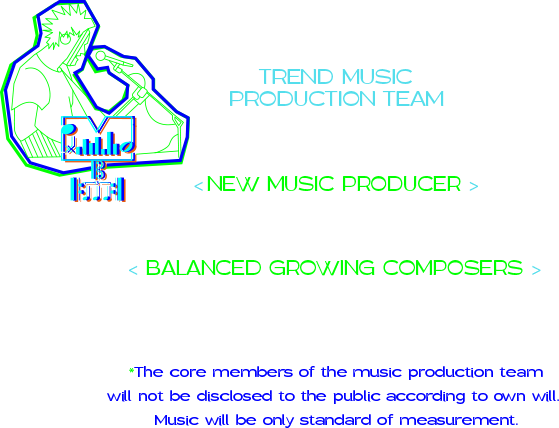 TREND MUSIC
PRODUCTION TEAM
< NEW MUSIC PRODUCER >
< BALANCED GROWING COMPOSERS >
*The core members of the music production team
will not be disclosed to the public according to own will.
Music will be only standard of measurement.